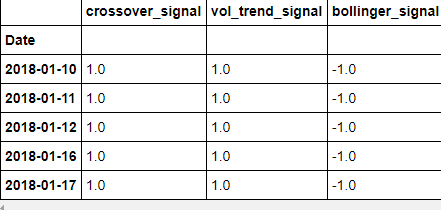 crossover_signal vol_trend_signal bollinger_signal
Date
2018-01-10 1.0 1.0 -1.0
2018-01-11 1.0 1.0 -1.0
2018-01-12 1.0 1.0 -1.0
2018-01-16 1.0 1.0 -1.0
2018-01-17 1.0 1.0 -1.0